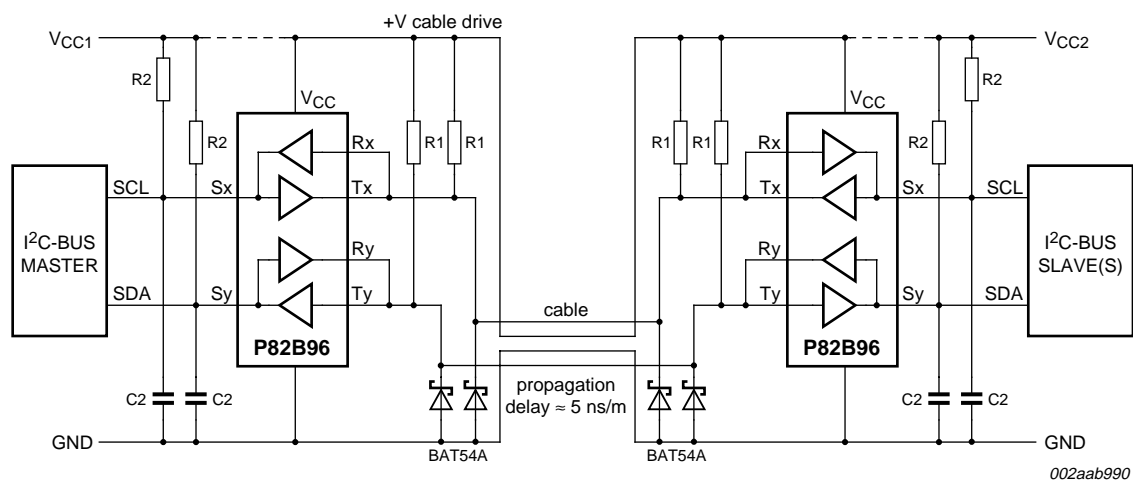 +V cable drive
VCC1
VCC2
R2
R2
R2
R2
VCC
VCC
R1
R1
R1
R1
Rx
Rx
I²C-BUS
MASTER
SCL
Sx
Tx
Tx
Sx
SCL
I²C-BUS
SLAVE(S)
Ry
Ry
SDA
Sy
Ty
Ty
Sy
SDA
cable
P82B96
P82B96
propagation
delay ≈ 5 ns/m
C2
C2
C2
C2
GND
BAT54A
BAT54A
GND
002aab990